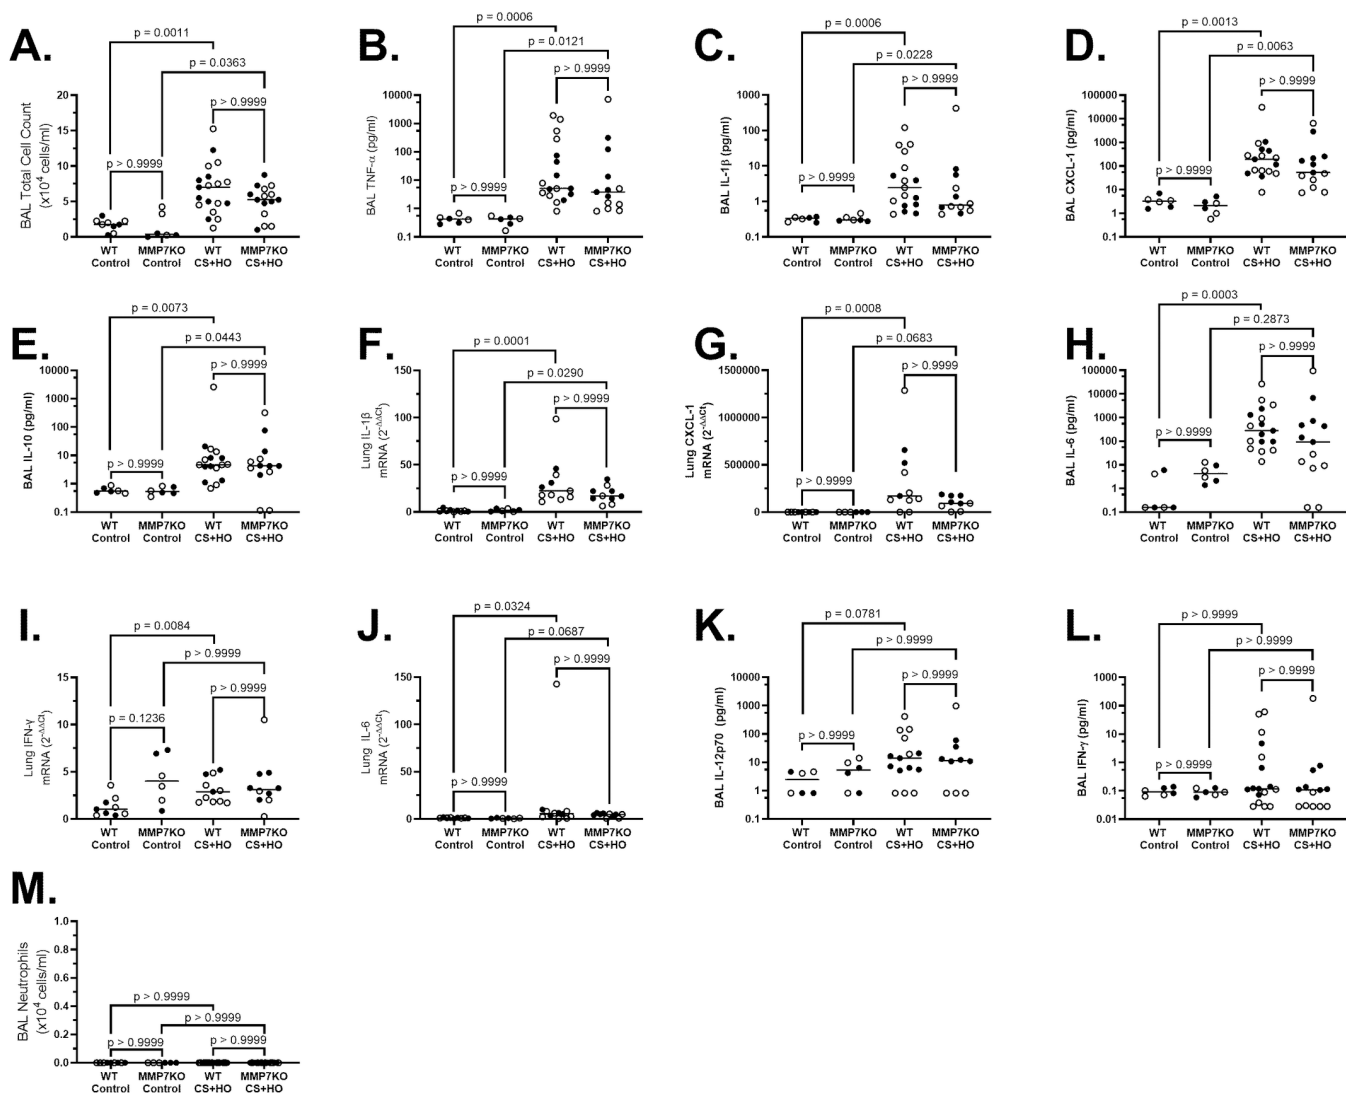 A.
p = 0.0011
p = 0.0363
p > 0.9999
p > 0.9999
BAL Total Cell Count
(x10⁴ cells/ml)
20
15
10
5
0
WT
Control
MMP7KO
Control
WT
CS+HO
MMP7KO
CS+HO
B.
p = 0.0006
p = 0.0121
p > 0.9999
p > 0.9999
BAL TNF-α (pg/ml)
10000
1000
100
10
1
0.1
WT
Control
MMP7KO
Control
WT
CS+HO
MMP7KO
CS+HO
C.
p = 0.0006
p = 0.0228
p > 0.9999
p > 0.9999
BAL IL-1β (pg/ml)
1000
100
10
1
0.1
WT
Control
MMP7KO
Control
WT
CS+HO
MMP7KO
CS+HO
D.
p = 0.0013
p = 0.0063
p > 0.9999
p > 0.9999
BAL CXCL-1 (pg/ml)
100000
10000
1000
100
10
1
0.1
WT
Control
MMP7KO
Control
WT
CS+HO
MMP7KO
CS+HO
E.
p = 0.0073
p = 0.0443
p > 0.9999
p > 0.9999
BAL IL-10 (pg/ml)
10000
1000
100
10
1
0.1
WT
Control
MMP7KO
Control
WT
CS+HO
MMP7KO
CS+HO
F.
p = 0.0001
p = 0.0290
p > 0.9999
p > 0.9999
Lung IL-1β
mRNA (2^-ΔΔCt)
150
100
50
0
WT
Control
MMP7KO
Control
WT
CS+HO
MMP7KO
CS+HO
G.
p = 0.0008
p = 0.0683
p > 0.9999
p > 0.9999
Lung CXCL-1
mRNA (2^-ΔΔCt)
1500000
1000000
500000
0
WT
Control
MMP7KO
Control
WT
CS+HO
MMP7KO
CS+HO
H.
p = 0.0003
p = 0.2873
p > 0.9999
p > 0.9999
BAL IL-6 (pg/ml)
100000
10000
1000
100
10
1
0.1
WT
Control
MMP7KO
Control
WT
CS+HO
MMP7KO
CS+HO
I.
p = 0.0084
p > 0.9999
p > 0.9999
p = 0.1236
Lung IFN-γ
mRNA (2^-ΔΔCt)
15
10
5
0
WT
Control
MMP7KO
Control
WT
CS+HO
MMP7KO
CS+HO
J.
p = 0.0324
p = 0.0687
p > 0.9999
p > 0.9999
Lung IL-6
mRNA (2^-ΔΔCt)
150
100
50
0
WT
Control
MMP7KO
Control
WT
CS+HO
MMP7KO
CS+HO
K.
p = 0.0781
p > 0.9999
p > 0.9999
p > 0.9999
BAL IL-12p70 (pg/ml)
10000
1000
100
10
1
0.1
WT
Control
MMP7KO
Control
WT
CS+HO
MMP7KO
CS+HO
L.
p > 0.9999
p > 0.9999
p > 0.9999
p > 0.9999
BAL IFN-γ (pg/ml)
1000
100
10
1
0.1
0.01
WT
Control
MMP7KO
Control
WT
CS+HO
MMP7KO
CS+HO
M.
p > 0.9999
p > 0.9999
p > 0.9999
p > 0.9999
BAL Neutrophils
(x10⁴ cells/ml)
1.0
0.8
0.6
0.4
0.2
0.0
WT
Control
MMP7KO
Control
WT
CS+HO
MMP7KO
CS+HO